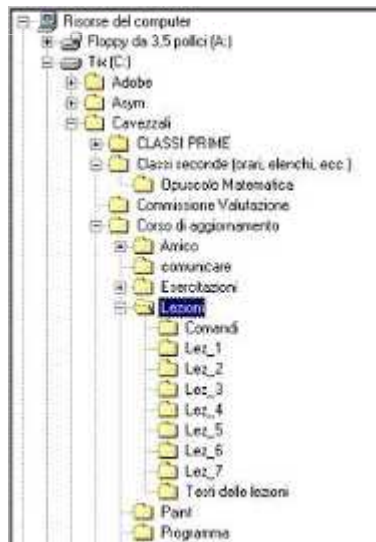 Risorse del computer
Floppy da 3,5 pollici (A:)
Tix (C:)
Adobe
Asym
Cavezzali
CLASSI PRIME
Classi seconde (orari, elenchi, ecc.)
Opuscolo Matematica
Commissione Valutazione
Corso di aggiornamento
Amico
comunicare
Esercitazioni
Lezioni
Comandi
Lez_1
Lez_2
Lez_3
Lez_4
Lez_5
Lez_6
Lez_7
Testi delle lezioni
Paint
Programma